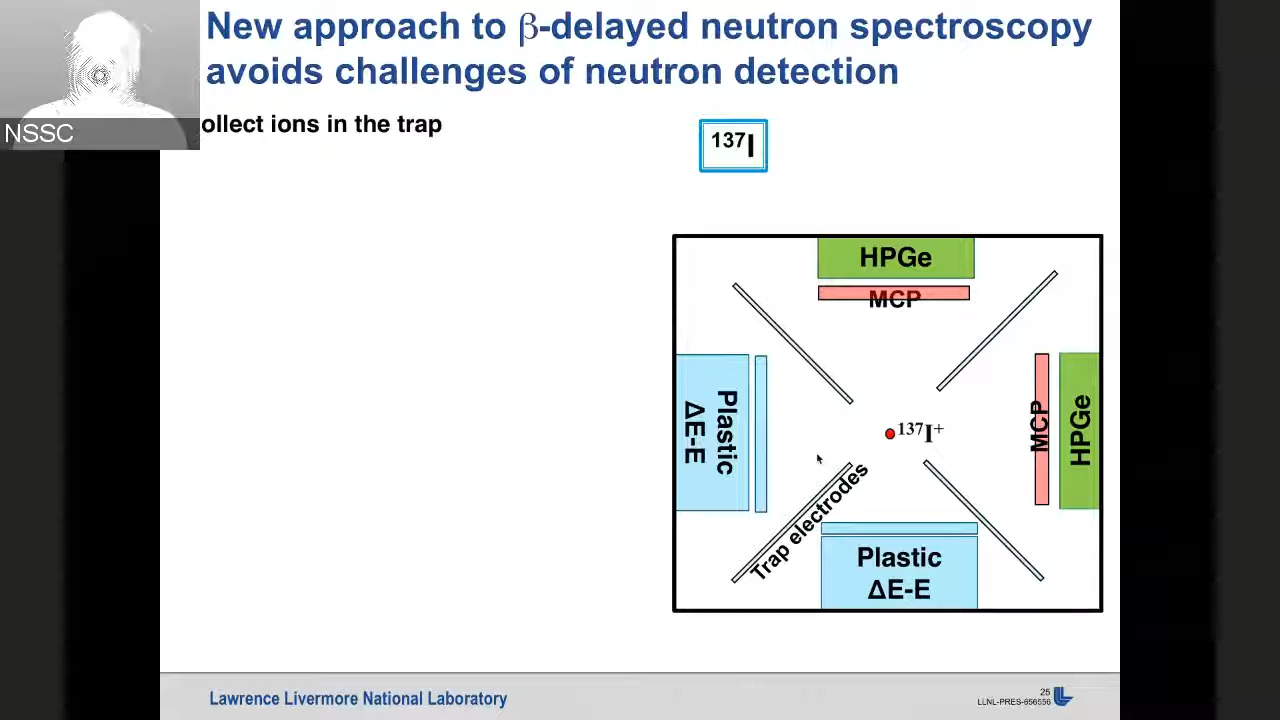 New approach to β-delayed neutron spectroscopy
avoids challenges of neutron detection
NSSC
ollect ions in the trap
137I
HPGe
MCP
Plastic
ΔE-E
137I+
MCP
HPGe
Trap electrodes
Plastic
ΔE-E
Lawrence Livermore National Laboratory
25
LLNL-PRES-656556